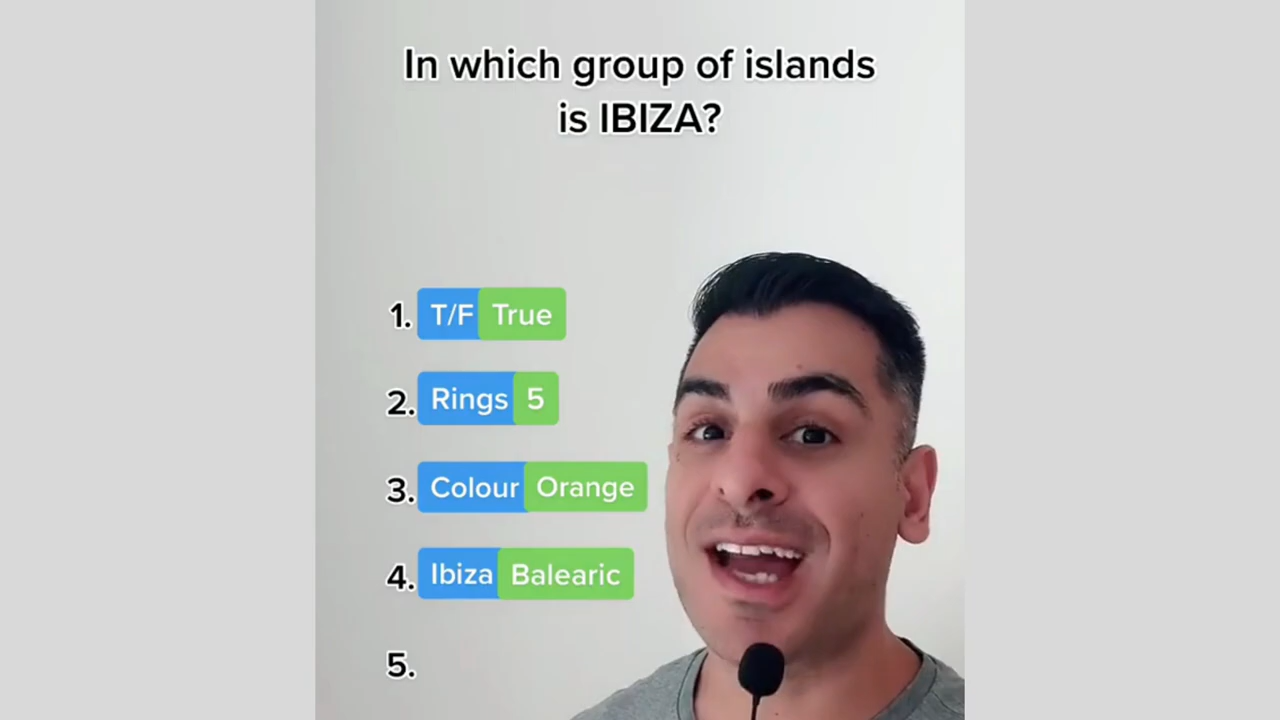 In which group of islands
is IBIZA?
1. T/F True
2. Rings 5
3. Colour Orange
4. Ibiza Balearic
5.